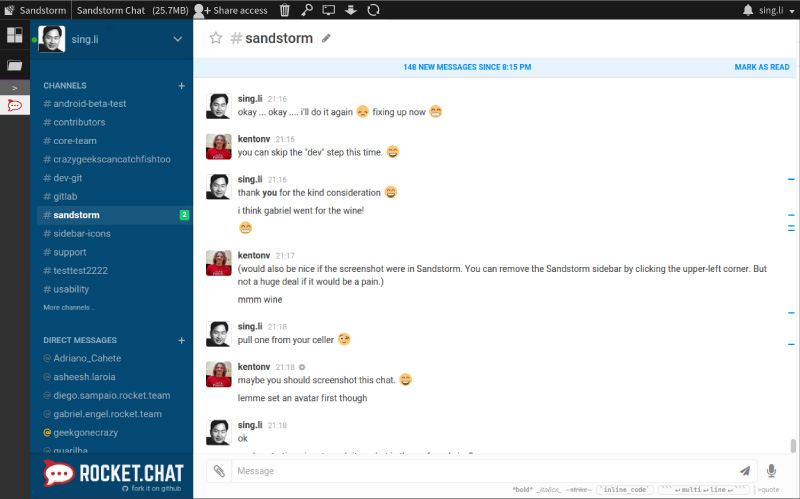 Sandstorm Sandstorm Chat (25.7MB) + Share access sing.li
sing.li
CHANNELS +
# android-beta-test
# contributors
# core-team
# crazygeekscancatchfishtoo
# dev-git
# gitlab
# sandstorm 2
# sidebar-icons
# support
# testtest2222
# usability
More channels ..
DIRECT MESSAGES +
@ Adriano_Cahete
@ asheesh.laroia
@ diego.sampaio.rocket.team
@ gabriel.engel.rocket.team
@ geekgonecrazy
@ guarilha
ROCKET.CHAT
fork it on github
>
# sandstorm
148 NEW MESSAGES SINCE 8:15 PM MARK AS READ
sing.li 21:16
okay ... okay .... i'll do it again 😞 fixing up now 😁
kentonv 21:16
you can skip the "dev" step this time. 😄
sing.li 21:16
thank you for the kind consideration 😄
i think gabriel went for the wine!
😁
kentonv 21:17
(would also be nice if the screenshot were in Sandstorm. You can remove the Sandstorm sidebar by clicking the upper-left corner. But
not a huge deal if it would be a pain.)
mmm wine
sing.li 21:18
pull one from your celler 😉
kentonv 21:18
maybe you should screenshot this chat. 😄
lemme set an avatar first though
sing.li 21:18
ok
Message
*bold* _italics_ ~strike~ `inline_code` ```↵multi↵line↵``` >quote